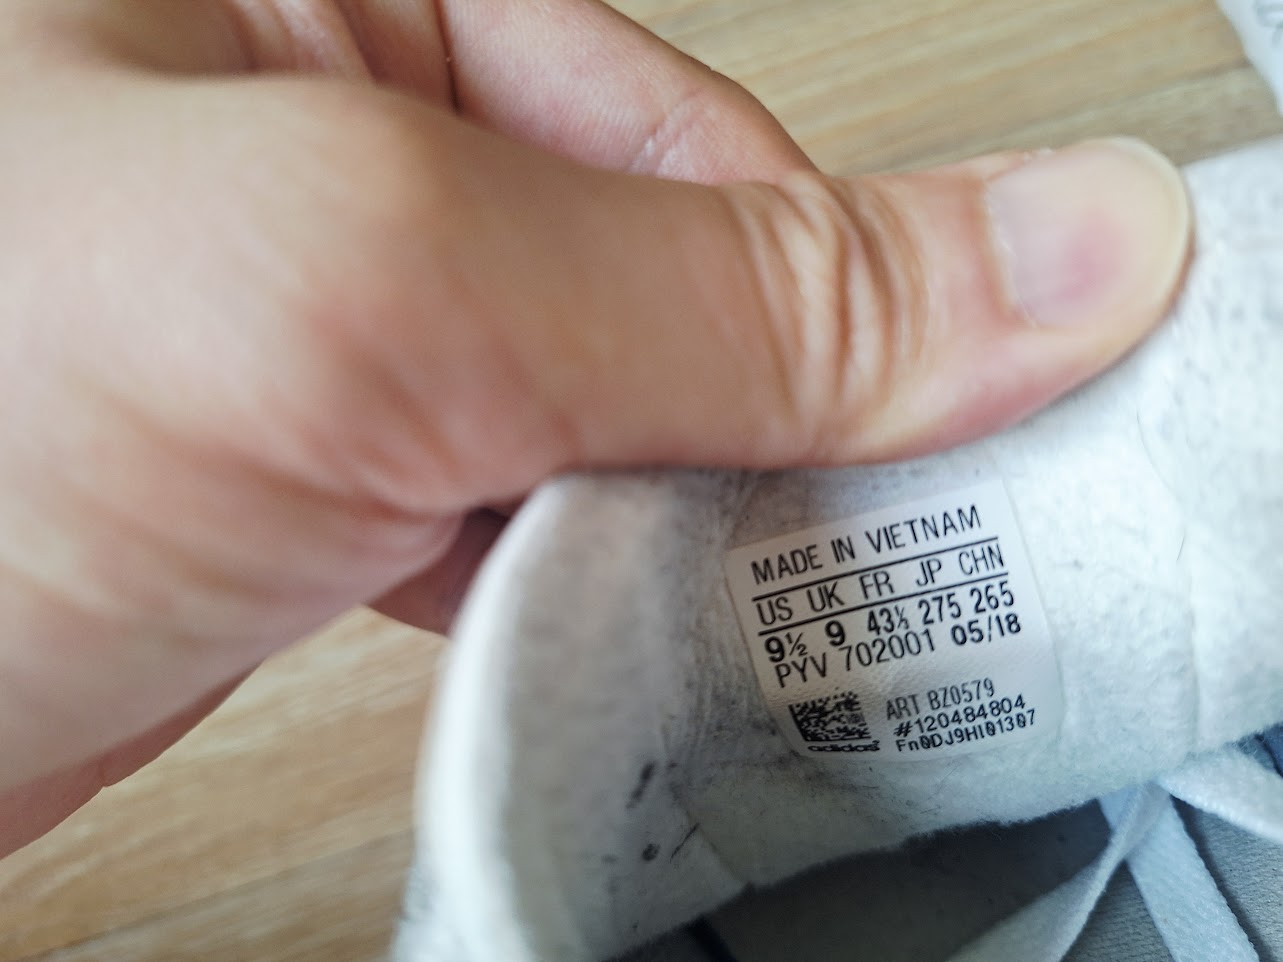 MADE IN VIETNAM
US UK FR JP CHN
9½ 9 43⅓ 275 265
PYV 702001 05/18
ART BZ0579
#120484804
Fn0DJ9HI01307
adidas